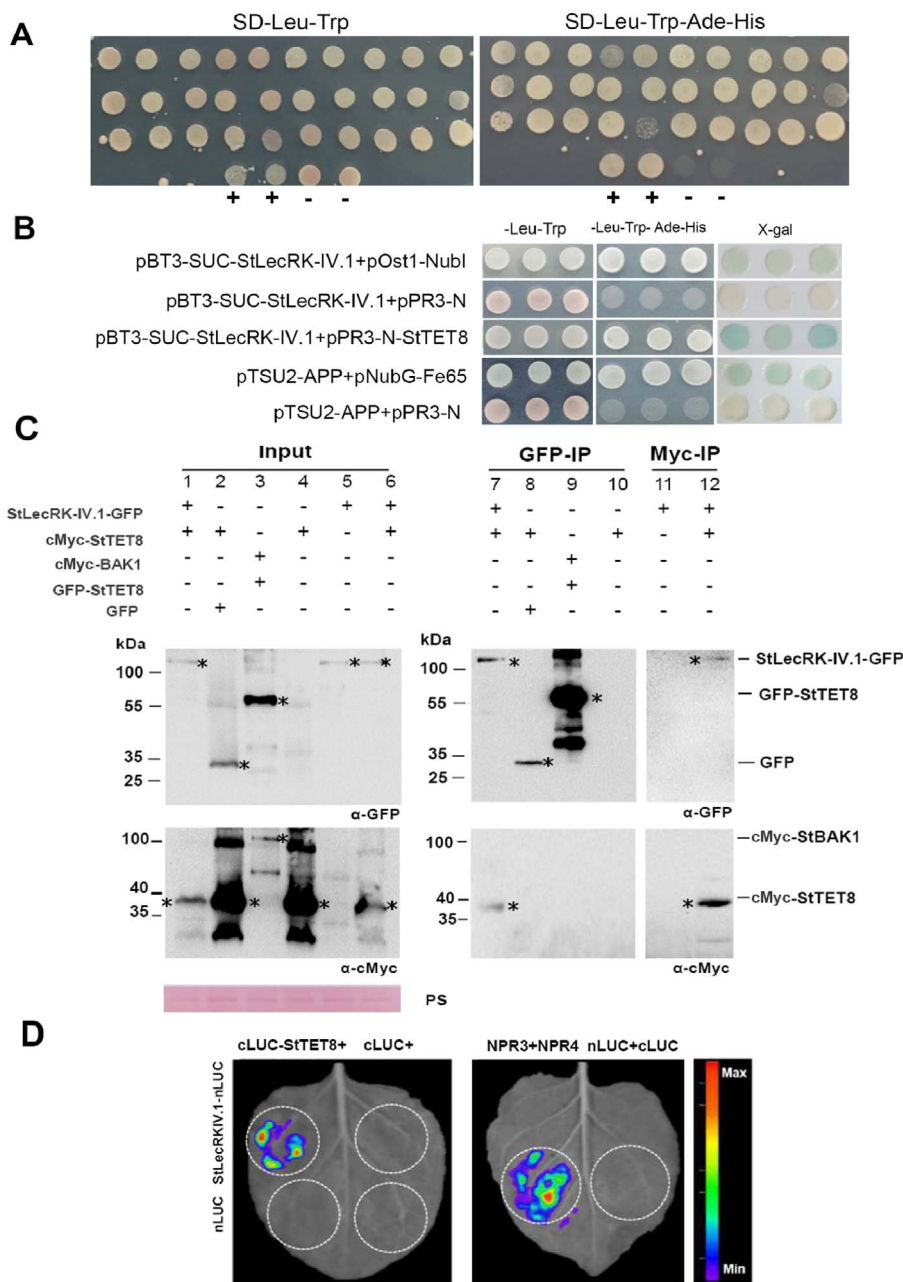 A
SD-Leu-Trp
SD-Leu-Trp-Ade-His
+ + - -
+ + - -
B
-Leu-Trp
-Leu-Trp- Ade-His
X-gal
pBT3-SUC-StLecRK-IV.1+pOst1-NubI
pBT3-SUC-StLecRK-IV.1+pPR3-N
pBT3-SUC-StLecRK-IV.1+pPR3-N-StTET8
pTSU2-APP+pNubG-Fe65
pTSU2-APP+pPR3-N
C
Input
GFP-IP
Myc-IP
1 2 3 4 5 6
7 8 9 10 11 12
StLecRK-IV.1-GFP + - - - + + + - - - + +
cMyc-StTET8 + + - + - + + + - + - +
cMyc-BAK1 - - + - - - - - + - - -
GFP-StTET8 - - + - - - - - + - - -
GFP - + - - - - - + - - - -
kDa
100
55
35
25
kDa
100
55
35
25
* * * * *
* * * *
StLecRK-IV.1-GFP
GFP-StTET8
GFP
α-GFP
α-GFP
100
40
35
100
40
35
* * * * *
* *
cMyc-StBAK1
cMyc-StTET8
α-cMyc
α-cMyc
PS
D
cLUC-StTET8+
cLUC+
NPR3+NPR4
nLUC+cLUC
StLecRKIV.1-nLUC
nLUC
Max
Min